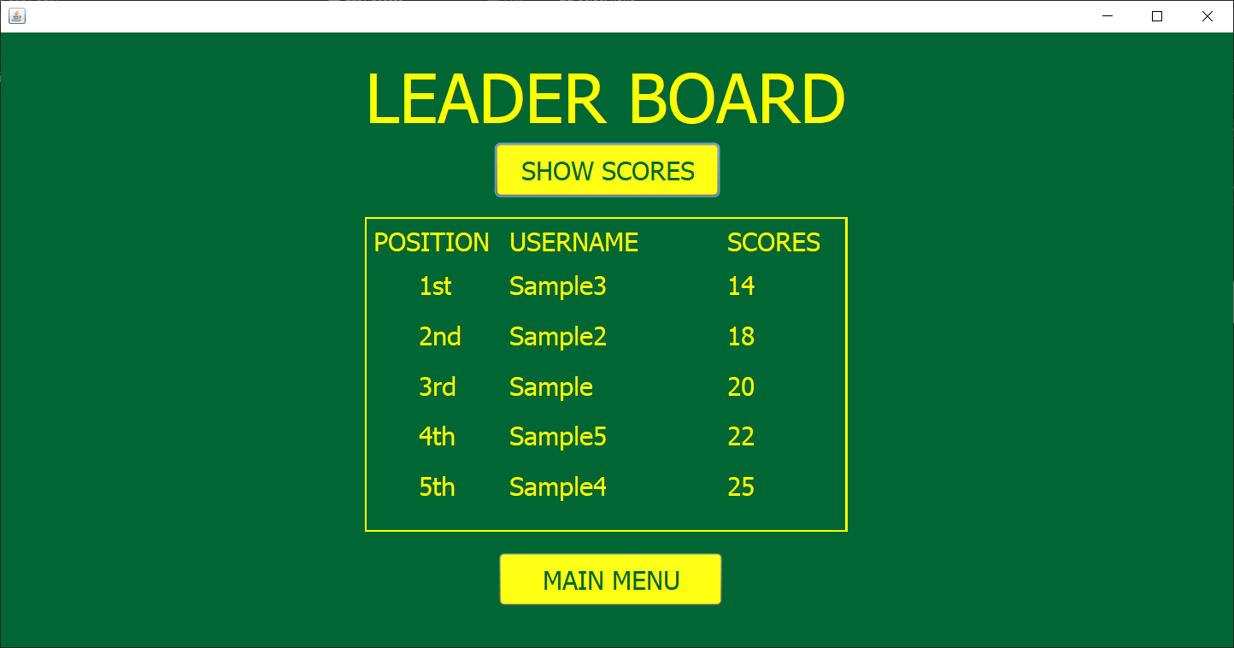 LEADER BOARD
SHOW SCORES
POSITION USERNAME SCORES
1st Sample3 14
2nd Sample2 18
3rd Sample 20
4th Sample5 22
5th Sample4 25
MAIN MENU